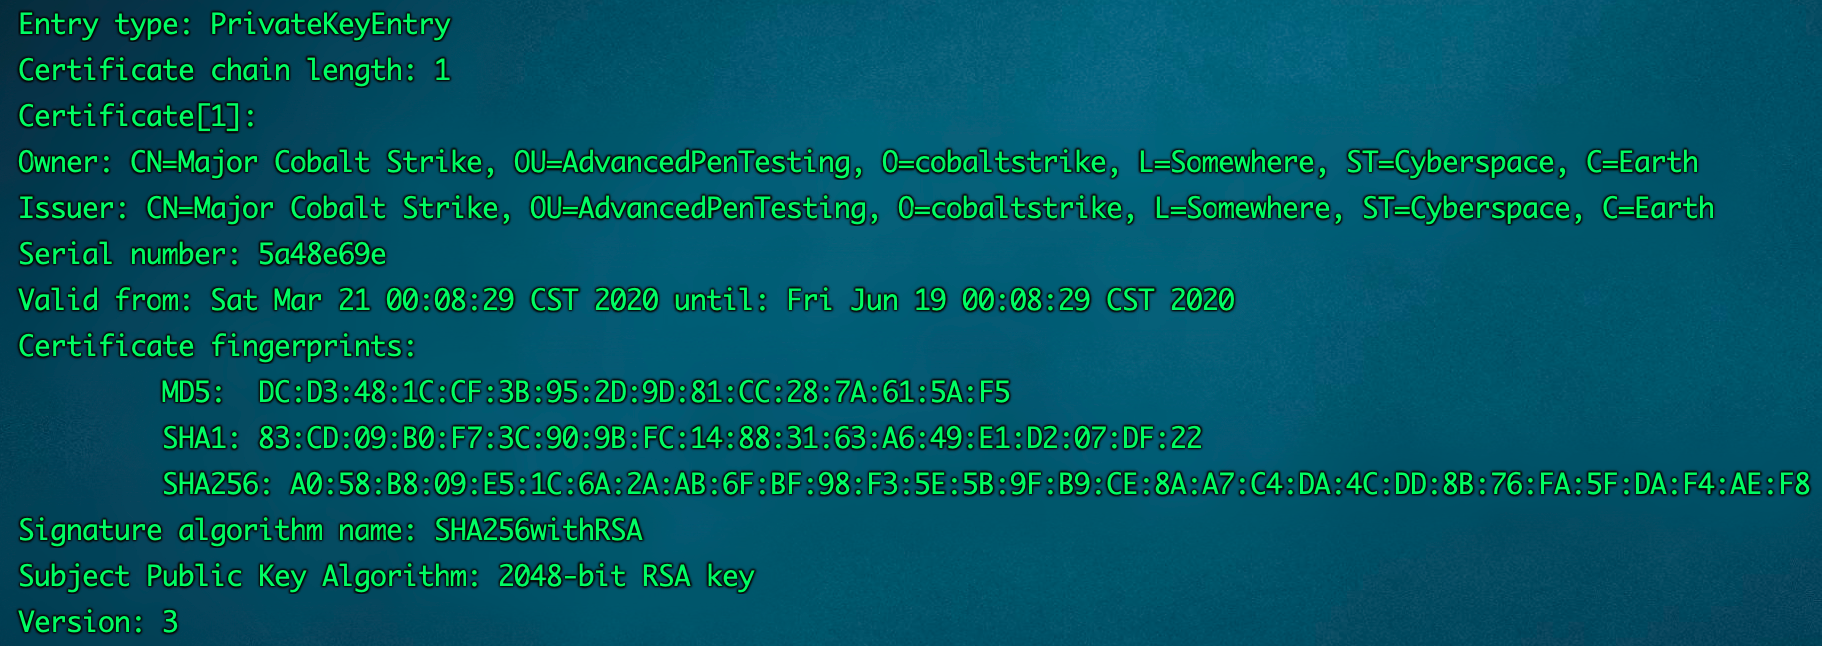 Entry type: PrivateKeyEntry
Certificate chain length: 1
Certificate[1]:
Owner: CN=Major Cobalt Strike, OU=AdvancedPenTesting, O=cobaltstrike, L=Somewhere, ST=Cyberspace, C=Earth
Issuer: CN=Major Cobalt Strike, OU=AdvancedPenTesting, O=cobaltstrike, L=Somewhere, ST=Cyberspace, C=Earth
Serial number: 5a48e69e
Valid from: Sat Mar 21 00:08:29 CST 2020 until: Fri Jun 19 00:08:29 CST 2020
Certificate fingerprints:
MD5:  DC:D3:48:1C:CF:3B:95:2D:9D:81:CC:28:7A:61:5A:F5
SHA1: 83:CD:09:B0:F7:3C:90:9B:FC:14:88:31:63:A6:49:E1:D2:07:DF:22
SHA256: A0:58:B8:09:E5:1C:6A:2A:AB:6F:BF:98:F3:5E:5B:9F:B9:CE:8A:A7:C4:DA:4C:DD:8B:76:FA:5F:DA:F4:AE:F8
Signature algorithm name: SHA256withRSA
Subject Public Key Algorithm: 2048-bit RSA key
Version: 3